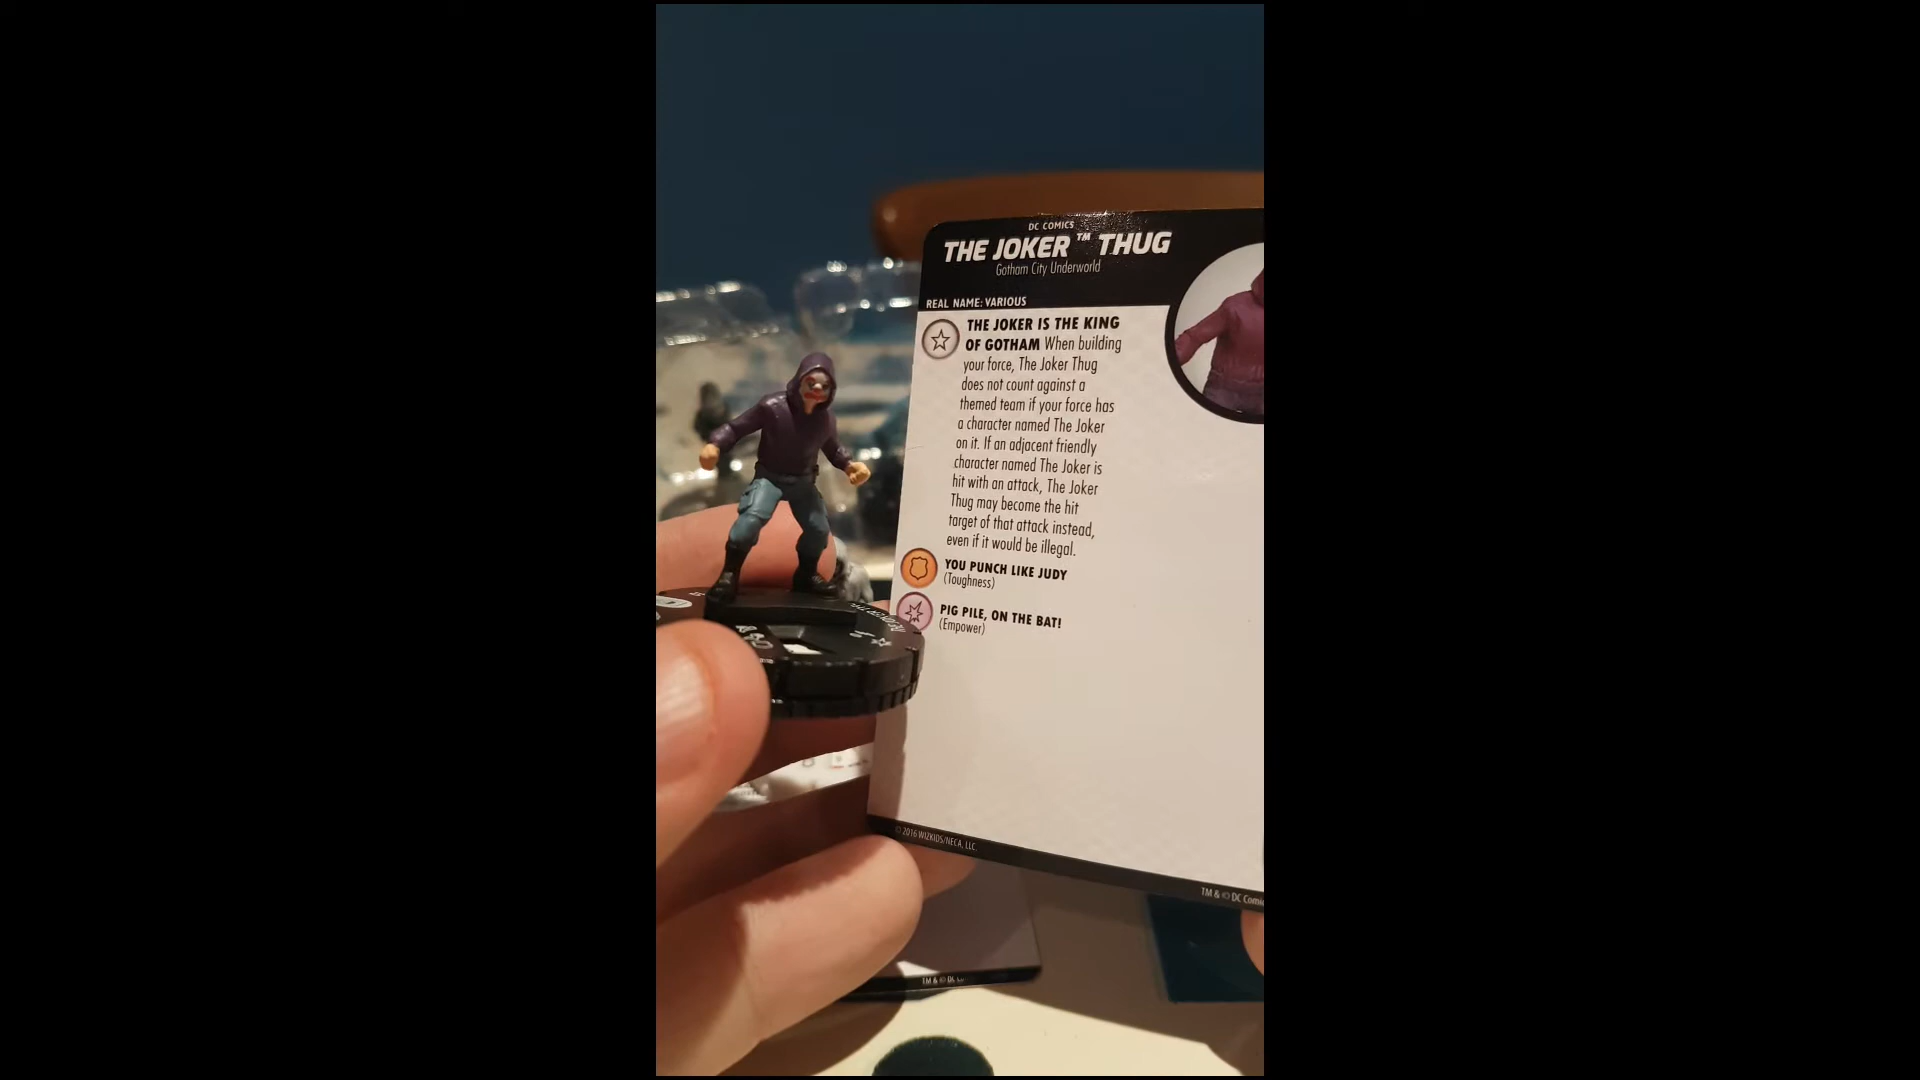 DC COMICS
THE JOKER™ THUG
Gotham City Underworld
REAL NAME: VARIOUS
THE JOKER IS THE KING
OF GOTHAM When building
your force, The Joker Thug
does not count against a
themed team if your force has
a character named The Joker
on it. If an adjacent friendly
character named The Joker is
hit with an attack, The Joker
Thug may become the hit
target of that attack instead,
even if it would be illegal.
YOU PUNCH LIKE JUDY
(Toughness)
PIG PILE, ON THE BAT!
(Empower)
© 2016 WIZKIDS/NECA, LLC.
TM & © DC
TM & © DC